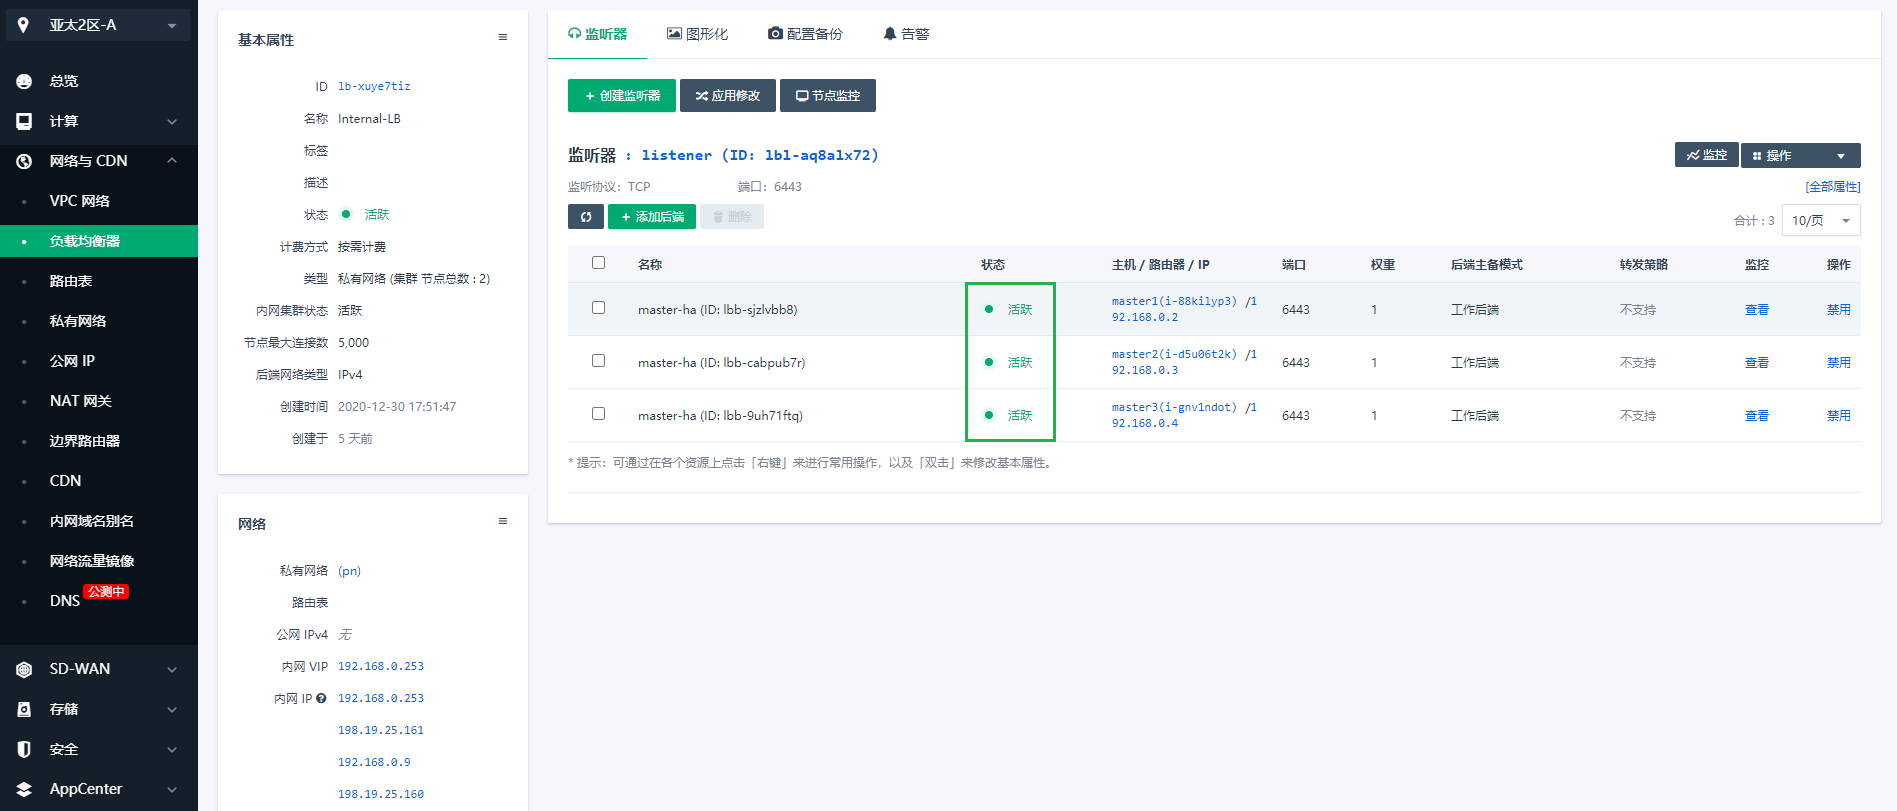 亚太2区-A
总览
计算
网络与 CDN
VPC 网络
负载均衡器
路由表
私有网络
公网 IP
NAT 网关
边界路由器
CDN
内网域名别名
网络流量镜像
DNS 公测中
SD-WAN
存储
安全
AppCenter
基本属性
ID lb-xuye7tiz
名称 Internal-LB
标签
描述
状态 活跃
计费方式 按需计费
类型 私有网络 (集群 节点总数 : 2)
内网集群状态 活跃
节点最大连接数 5,000
后端网络类型 IPv4
创建时间 2020-12-30 17:51:47
创建于 5 天前
网络
私有网络 (pn)
路由表
公网 IPv4 无
内网 VIP 192.168.0.253
内网 IP 192.168.0.253
198.19.25.161
192.168.0.9
198.19.25.160
监听器 图形化 配置备份 告警
+ 创建监听器 应用修改 节点监控
监听器 : listener (ID: lbl-aq8alx72)
监控 操作
监听协议: TCP 端口: 6443 [全部属性]
+ 添加后端 删除
合计 : 3 10/页
名称 状态 主机 / 路由器 / IP 端口 权重 后端主备模式 转发策略 监控 操作
master-ha (ID: lbb-sjzlvbb8) 活跃 master1(i-88kilyp3) /192.168.0.2 6443 1 工作后端 不支持 查看 禁用
master-ha (ID: lbb-cabpub7r) 活跃 master2(i-d5u06t2k) /192.168.0.3 6443 1 工作后端 不支持 查看 禁用
master-ha (ID: lbb-9uh71ftq) 活跃 master3(i-gnv1ndot) /192.168.0.4 6443 1 工作后端 不支持 查看 禁用
* 提示: 可通过在各个资源上点击「右键」来进行常用操作, 以及「双击」来修改基本属性。